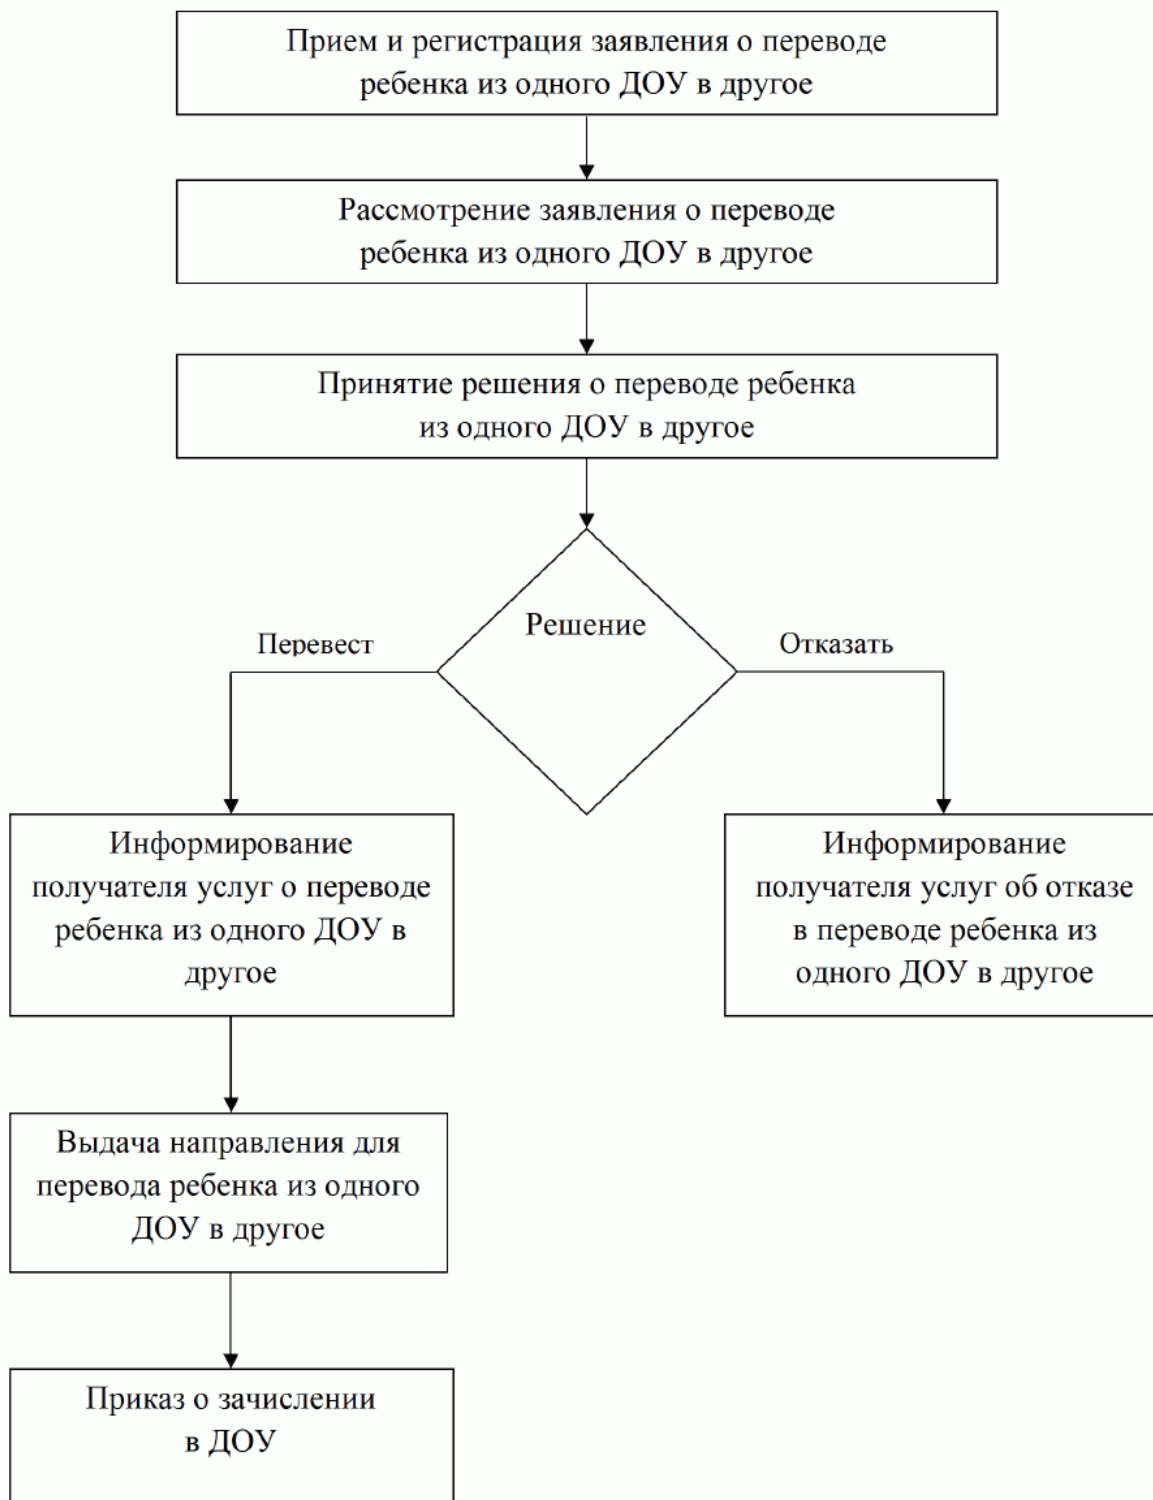 Прием и регистрация заявления о переводе
ребенка из одного ДОУ в другое
Рассмотрение заявления о переводе
ребенка из одного ДОУ в другое
Принятие решения о переводе ребенка
из одного ДОУ в другое
Решение
Перевест
Отказать
Информирование
получателя услуг о переводе
ребенка из одного ДОУ в
другое
Информирование
получателя услуг об отказе
в переводе ребенка из
одного ДОУ в другое
Выдача направления для
перевода ребенка из одного
ДОУ в другое
Приказ о зачислении
в ДОУ